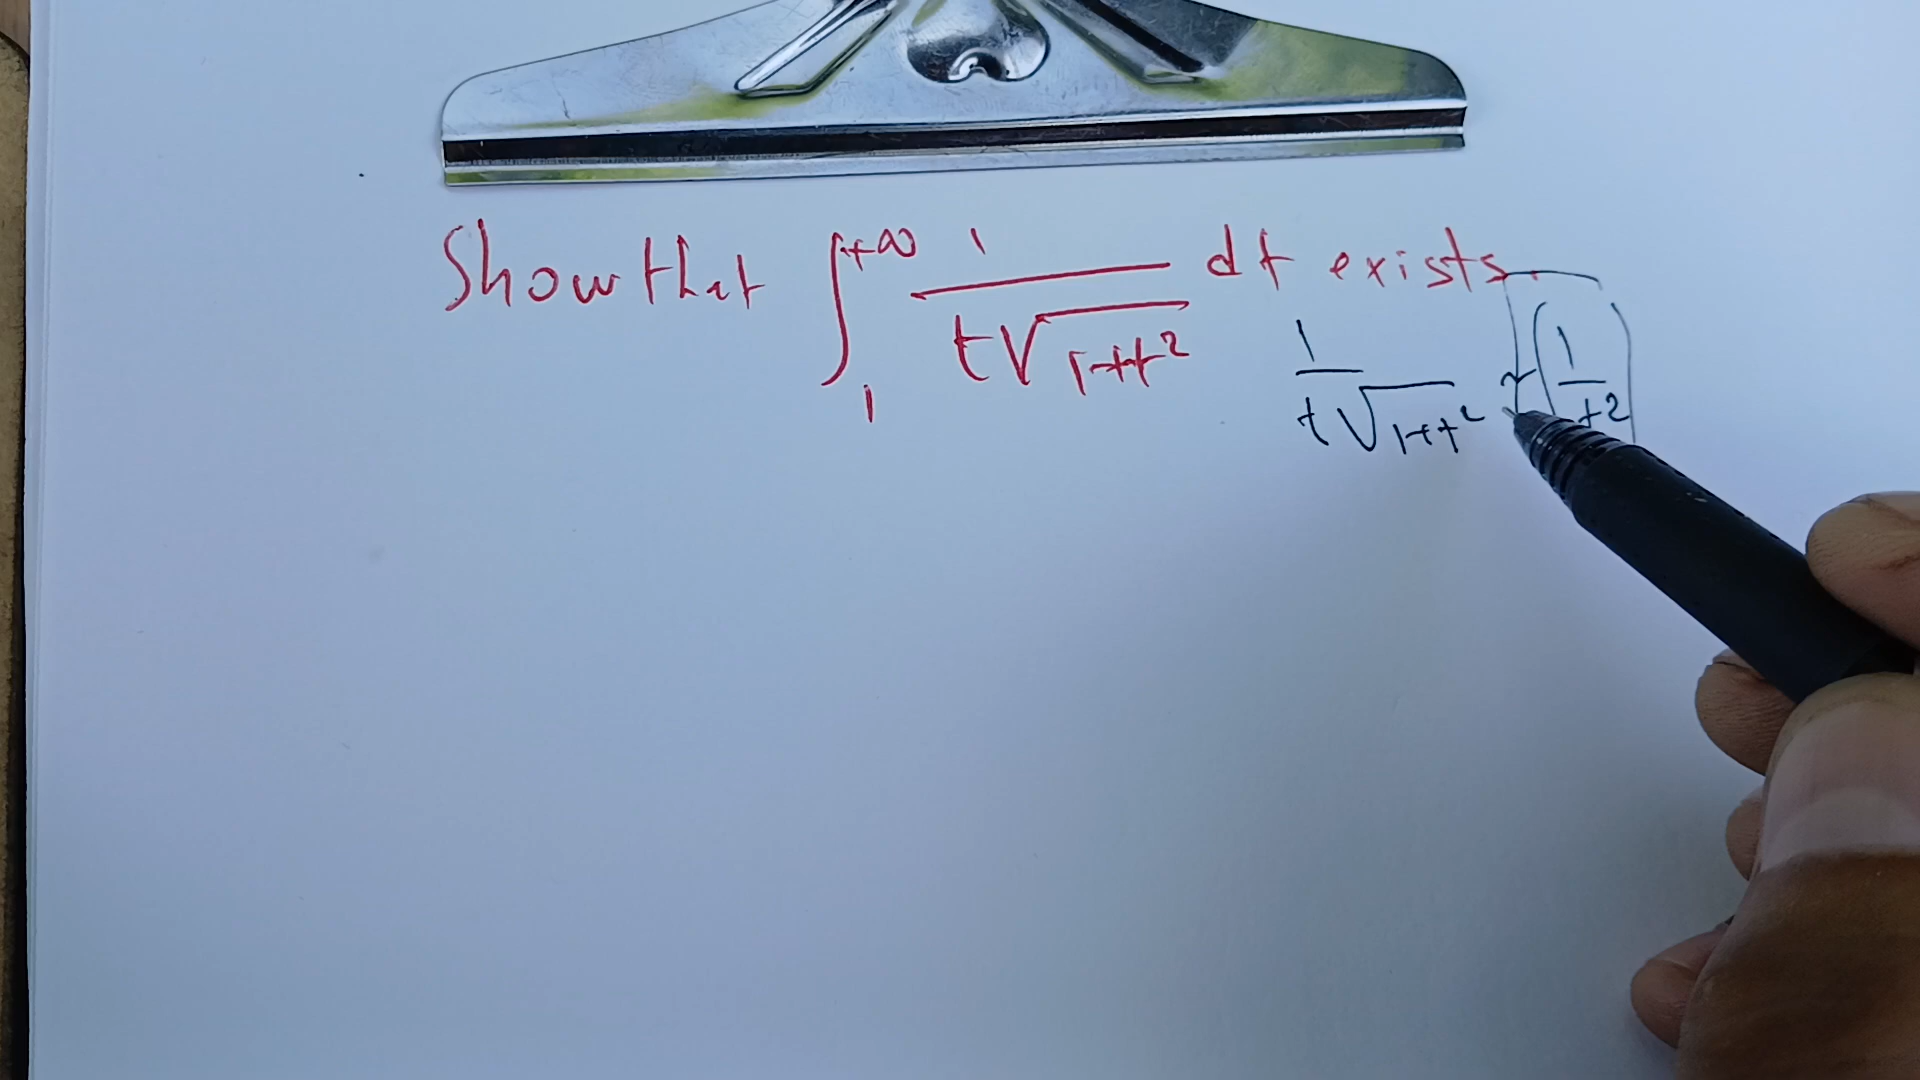 Show that ∫₁^{+∞} 1/(t√(1+t²)) dt exists.
1/(t√(1+t²)) ~ (1/t²)